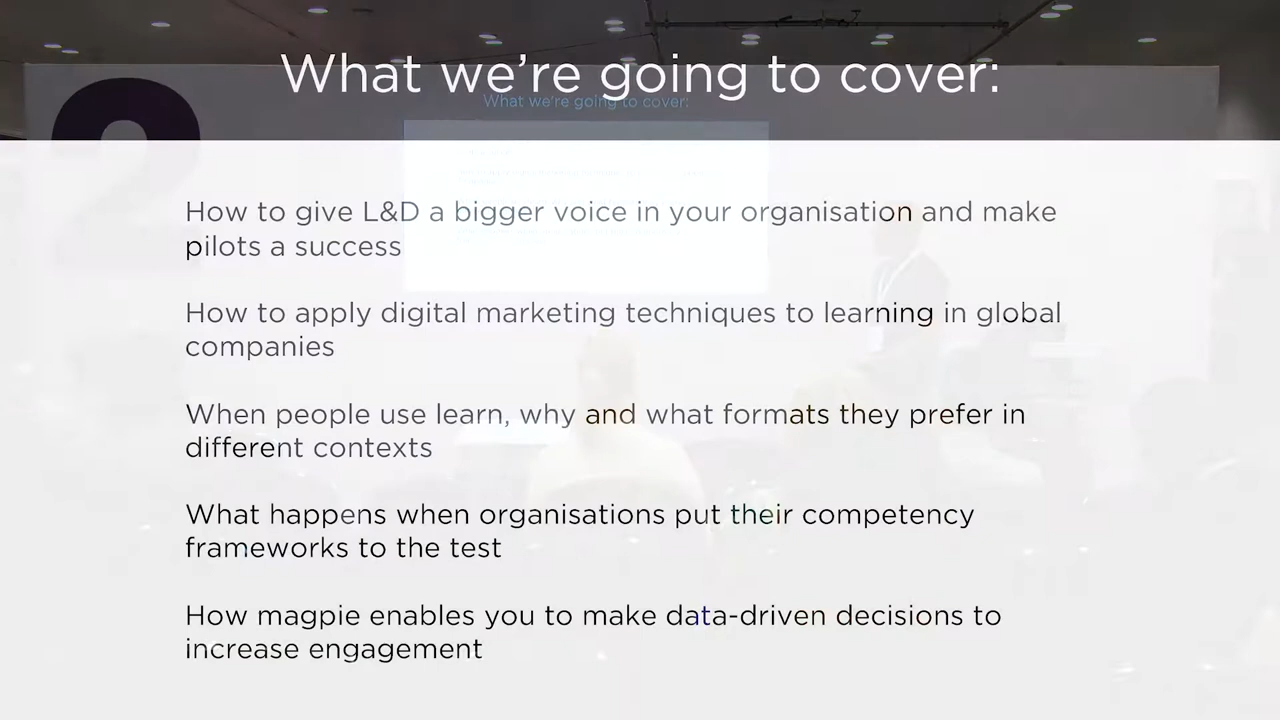 What we're going to cover:
What we're going to cover:
How to give L&D a bigger voice in your organisation and make
pilots a success
How to apply digital marketing techniques to learning in global
companies
When people use learn, why and what formats they prefer in
different contexts
What happens when organisations put their competency
frameworks to the test
How magpie enables you to make data-driven decisions to
increase engagement
2